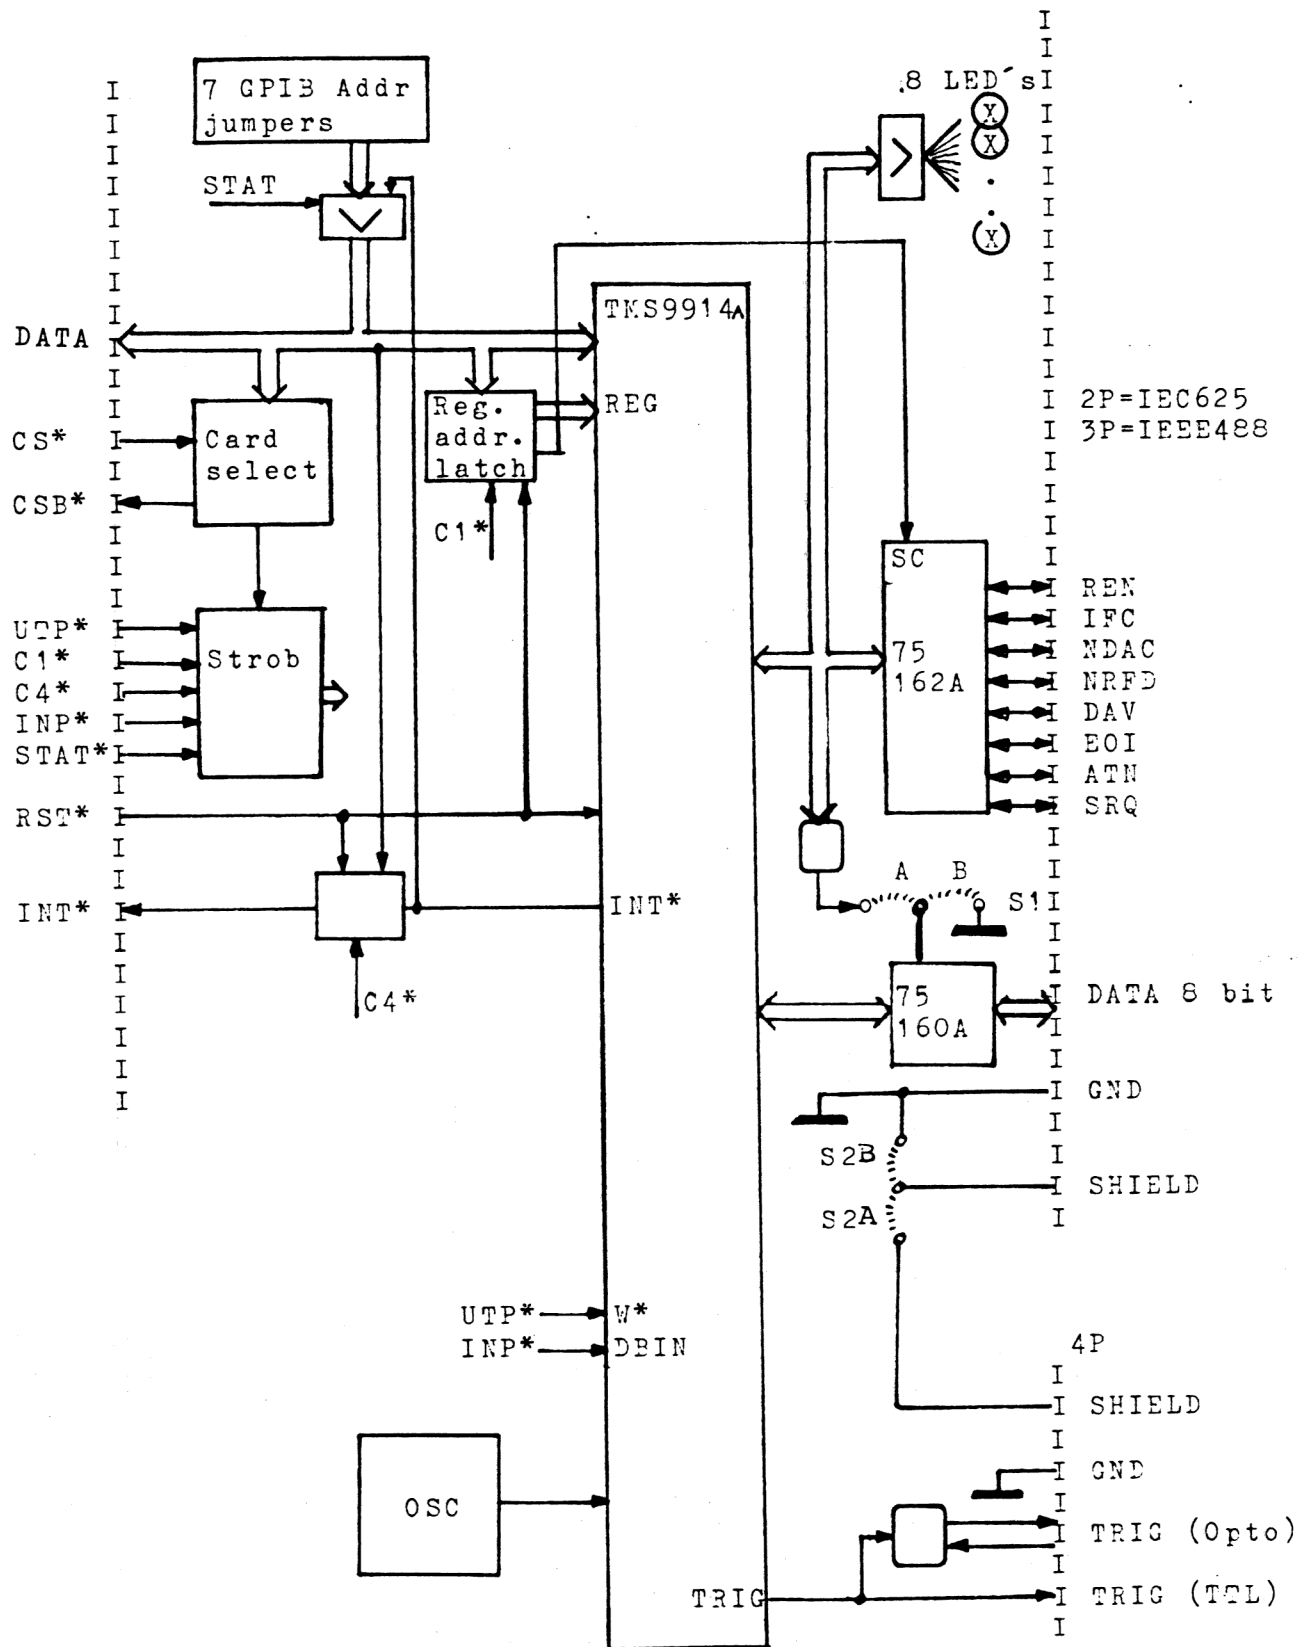 7 GPIB Addr
jumpers
STAT
8 LED´s
TMS9914A
DATA
CS*
CSB*
Card
select
Reg.
addr.
latch
REG
C1*
2P=IEC625
3P=IEEE488
UTP*
C1*
C4*
INP*
STAT*
Strob
SC
75
162A
REN
IFC
NDAC
NRFD
DAV
EOI
ATN
SRQ
RST*
INT*
INT*
C4*
A B
S1
75
160A
DATA 8 bit
GND
S2B
SHIELD
S2A
UTP*
W*
INP*
DBIN
4P
SHIELD
GND
OSC
TRIG (Opto)
TRIG
TRIG (TTL)
X
X
X